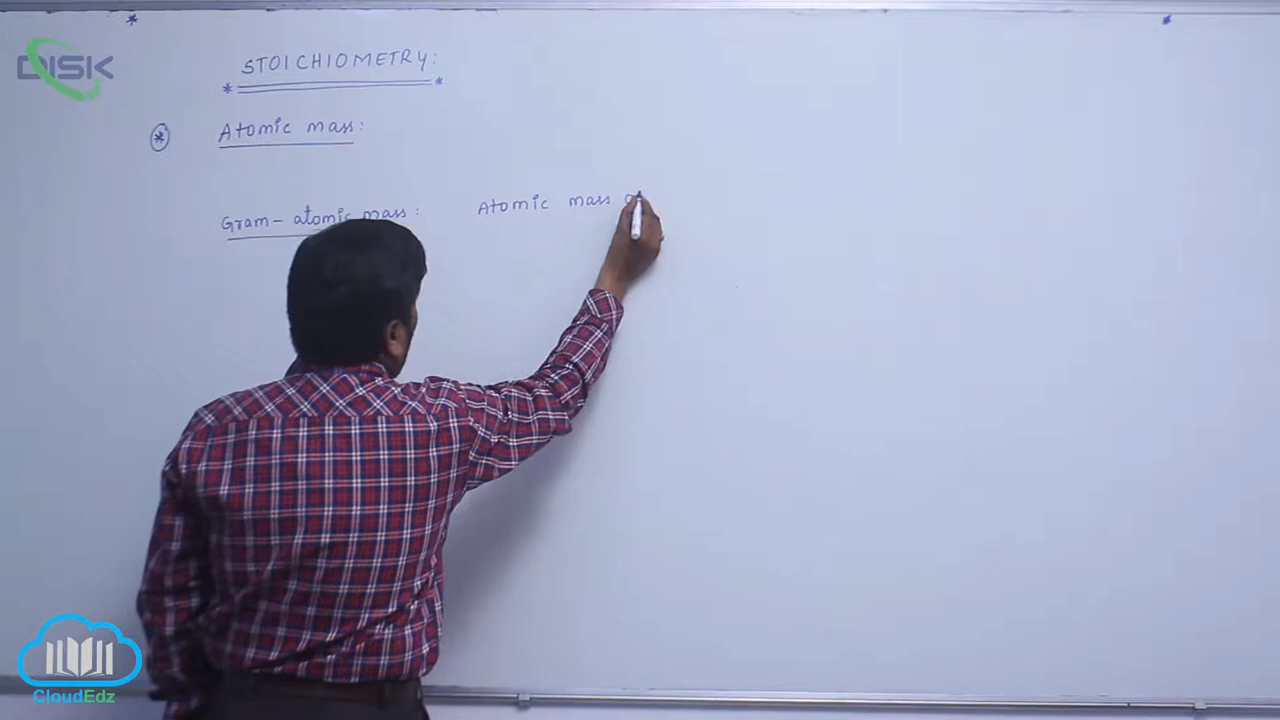 DISK
* STOICHIOMETRY: *
* Atomic mass:
Gram- atomic mass: Atomic mass
CloudEdz